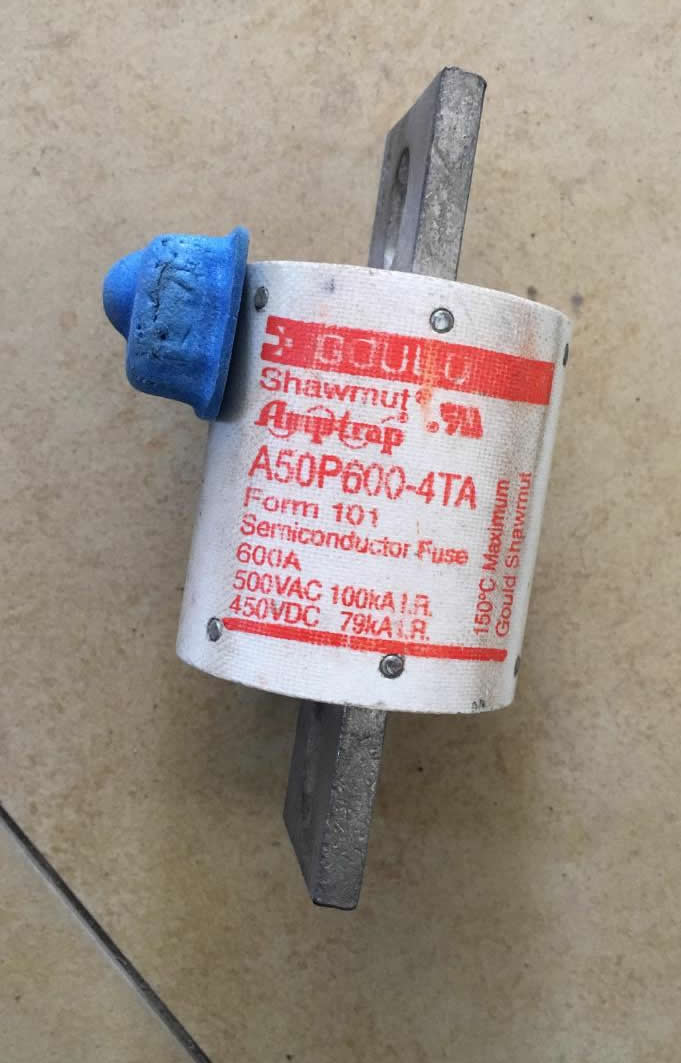 GOULD
Shawmut®
Amp-trap®
A50P600-4TA
Form 101
Semiconductor Fuse
600A
500VAC 100kA I.R.
450VDC 79kA I.R.
150°C Maximum
Gould Shawmut